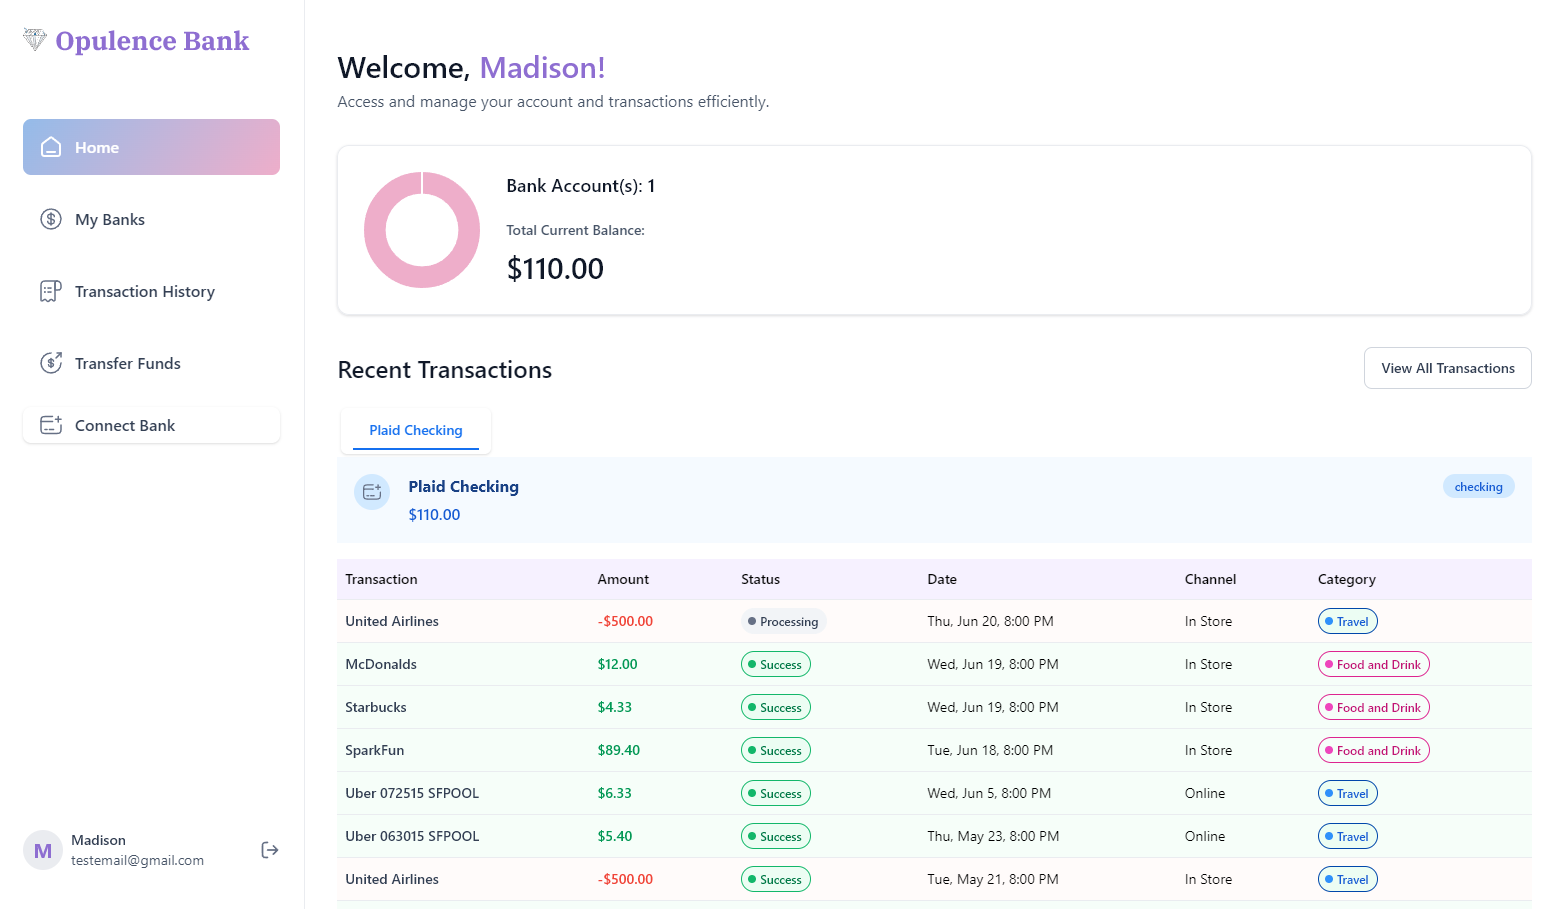 Opulence Bank
Home
My Banks
Transaction History
Transfer Funds
Connect Bank
M
Madison
testemail@gmail.com
Welcome, Madison!
Access and manage your account and transactions efficiently.
Bank Account(s): 1
Total Current Balance:
$110.00
Recent Transactions
View All Transactions
Plaid Checking
Plaid Checking
checking
$110.00
Transaction Amount Status Date Channel Category
United Airlines -$500.00 Processing Thu, Jun 20, 8:00 PM In Store Travel
McDonalds $12.00 Success Wed, Jun 19, 8:00 PM In Store Food and Drink
Starbucks $4.33 Success Wed, Jun 19, 8:00 PM In Store Food and Drink
SparkFun $89.40 Success Tue, Jun 18, 8:00 PM In Store Food and Drink
Uber 072515 SFPOOL $6.33 Success Wed, Jun 5, 8:00 PM Online Travel
Uber 063015 SFPOOL $5.40 Success Thu, May 23, 8:00 PM Online Travel
United Airlines -$500.00 Success Tue, May 21, 8:00 PM In Store Travel